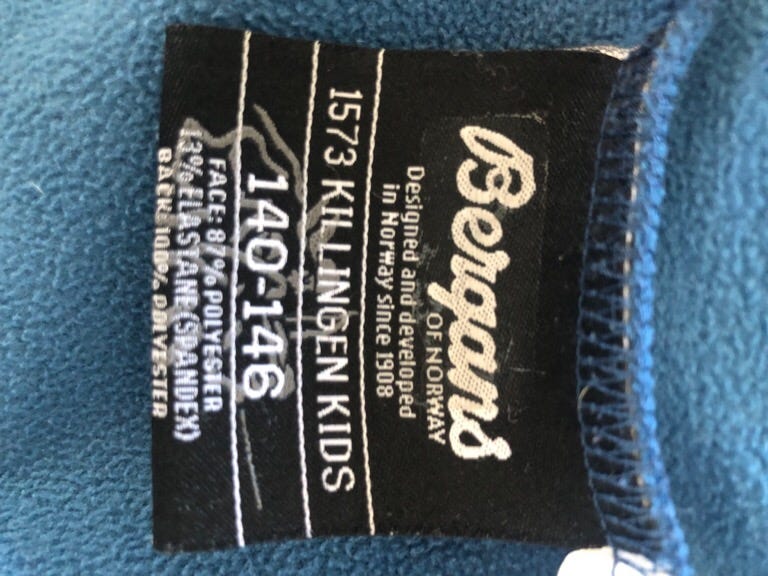 Bergans
OF NORWAY
Designed and developed
in Norway since 1908
1573 KILLINGEN KIDS
140-146
FACE: 87% POLYESTER
13% ELASTANE(SPANDEX)
BACK: 100% POLYESTER